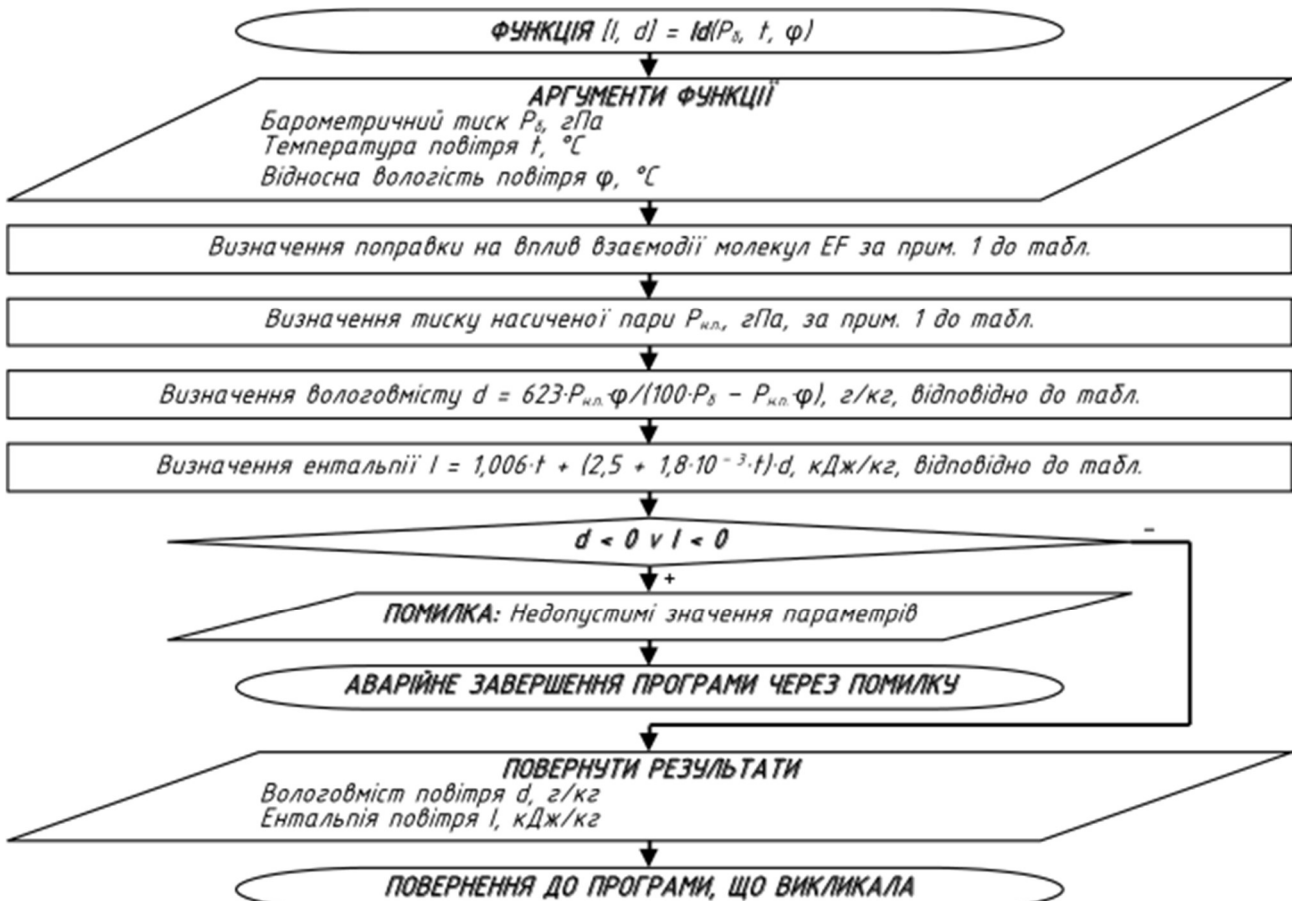 ФУНКЦІЯ [I, d] = Id(Pб, t, φ)
АРГУМЕНТИ ФУНКЦІЇ
Барометричний тиск Pб, гПа
Температура повітря t, °C
Відносна вологість повітря φ, °C
Визначення поправки на вплив взаємодії молекул EF за прим. 1 до табл.
Визначення тиску насиченої пари Pн.п., гПа, за прим. 1 до табл.
Визначення вологовмісту d = 623·Pн.п.·φ/(100·Pб − Pн.п.·φ), г/кг, відповідно до табл.
Визначення ентальпії I = 1,006·t + (2,5 + 1,8·10⁻³·t)·d, кДж/кг, відповідно до табл.
d < 0 ∨ I < 0
−
+
ПОМИЛКА: Недопустимі значення параметрів
АВАРІЙНЕ ЗАВЕРШЕННЯ ПРОГРАМИ ЧЕРЕЗ ПОМИЛКУ
ПОВЕРНУТИ РЕЗУЛЬТАТИ
Вологовміст повітря d, г/кг
Ентальпія повітря I, кДж/кг
ПОВЕРНЕННЯ ДО ПРОГРАМИ, ЩО ВИКЛИКАЛА